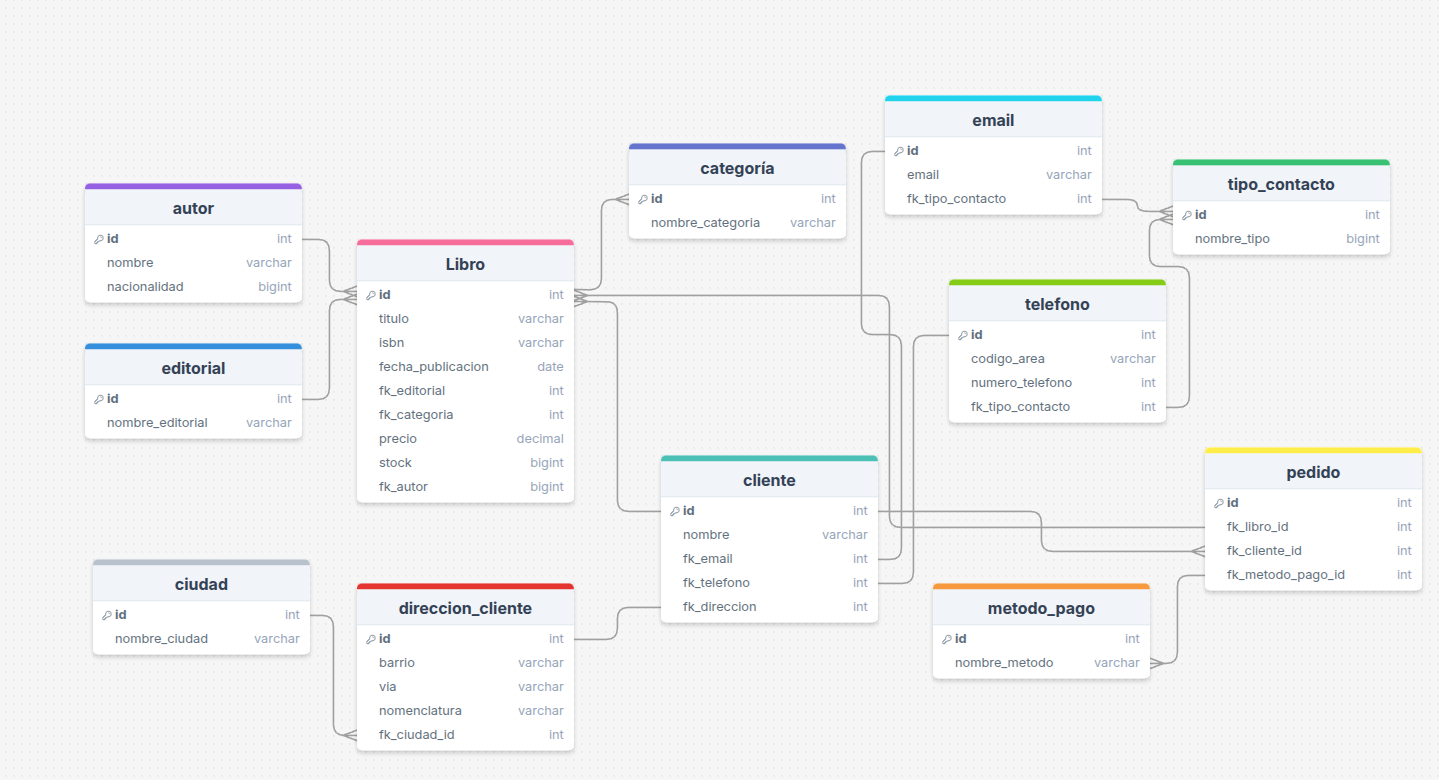 autor
id int
nombre varchar
nacionalidad bigint
editorial
id int
nombre_editorial varchar
Libro
id int
titulo varchar
isbn varchar
fecha_publicacion date
fk_editorial int
fk_categoria int
precio decimal
stock bigint
fk_autor bigint
categoría
id int
nombre_categoria varchar
email
id int
email varchar
fk_tipo_contacto int
tipo_contacto
id int
nombre_tipo bigint
telefono
id int
codigo_area varchar
numero_telefono int
fk_tipo_contacto int
cliente
id int
nombre varchar
fk_email int
fk_telefono int
fk_direccion int
pedido
id int
fk_libro_id int
fk_cliente_id int
fk_metodo_pago_id int
ciudad
id int
nombre_ciudad varchar
direccion_cliente
id int
barrio varchar
via varchar
nomenclatura varchar
fk_ciudad_id int
metodo_pago
id int
nombre_metodo varchar